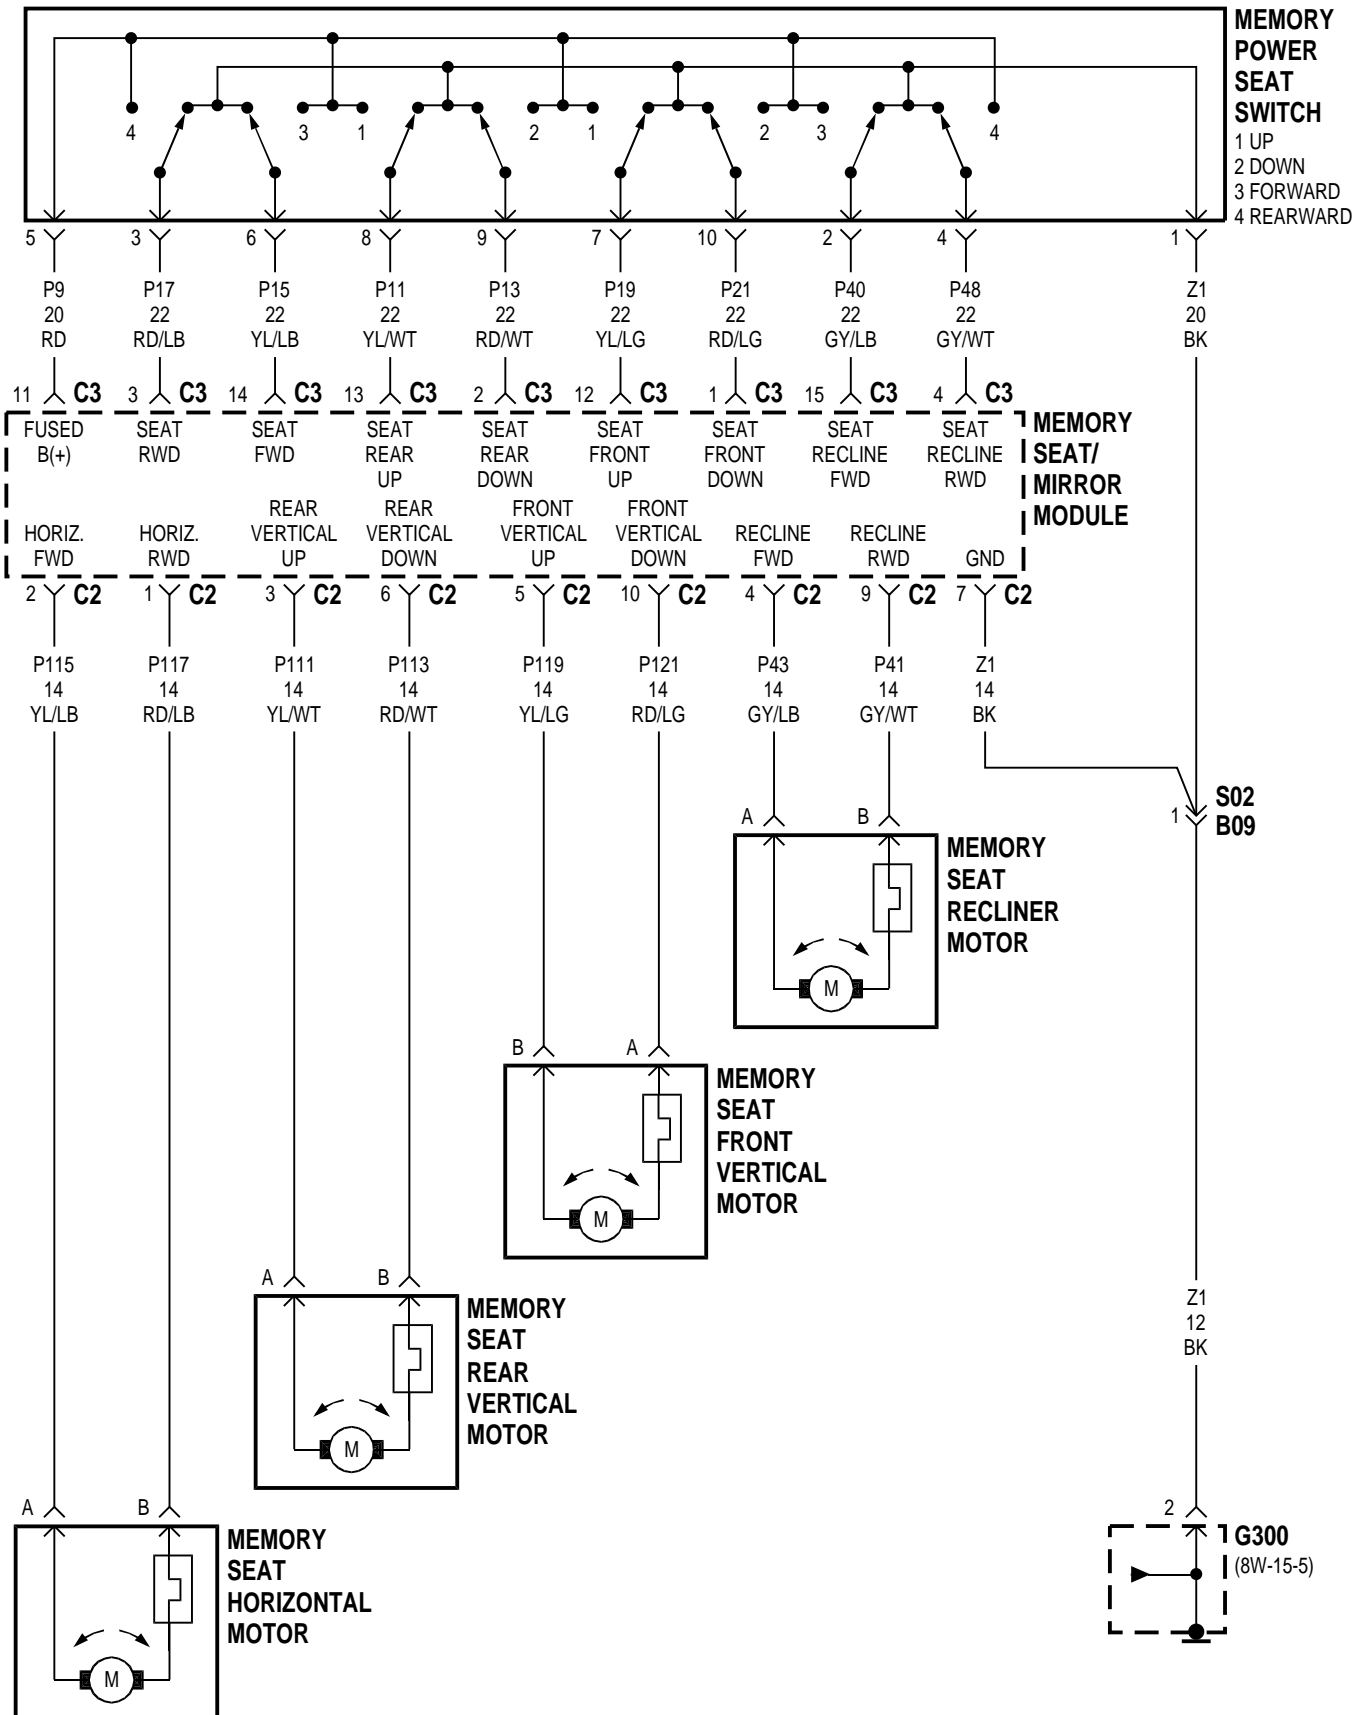 MEMORY
POWER
SEAT
SWITCH
1 UP
2 DOWN
3 FORWARD
4 REARWARD
4 3 1 2 1 2 3 4
5 3 6 8 9 7 10 2 4 1
P9 P17 P15 P11 P13 P19 P21 P40 P48 Z1
20 22 22 22 22 22 22 22 22 20
RD RD/LB YL/LB YL/WT RD/WT YL/LG RD/LG GY/LB GY/WT BK
11 C3 3 C3 14 C3 13 C3 2 C3 12 C3 1 C3 15 C3 4 C3
FUSED SEAT SEAT SEAT SEAT SEAT SEAT SEAT SEAT
B(+) RWD FWD REAR REAR FRONT FRONT RECLINE RECLINE
UP DOWN UP DOWN FWD RWD
MEMORY
SEAT/
MIRROR
MODULE
REAR REAR FRONT FRONT
HORIZ. HORIZ. VERTICAL VERTICAL VERTICAL VERTICAL RECLINE RECLINE
FWD RWD UP DOWN UP DOWN FWD RWD GND
2 C2 1 C2 3 C2 6 C2 5 C2 10 C2 4 C2 9 C2 7 C2
P115 P117 P111 P113 P119 P121 P43 P41 Z1
14 14 14 14 14 14 14 14 14
YL/LB RD/LB YL/WT RD/WT YL/LG RD/LG GY/LB GY/WT BK
1 S02
B09
A B
MEMORY
SEAT
RECLINER
MOTOR
M
B A
MEMORY
SEAT
FRONT
VERTICAL
MOTOR
M
A B
MEMORY
SEAT
REAR
VERTICAL
MOTOR
M
Z1
12
BK
A B
MEMORY
SEAT
HORIZONTAL
MOTOR
M
2
G300
(8W-15-5)